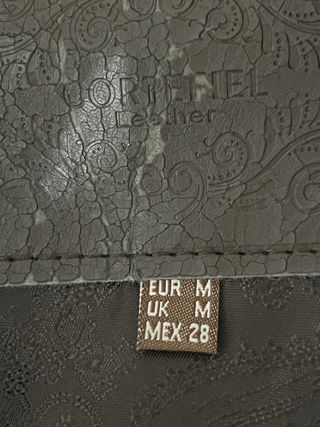 CORTEFIEL
Leather
EUR M
UK M
MEX 28